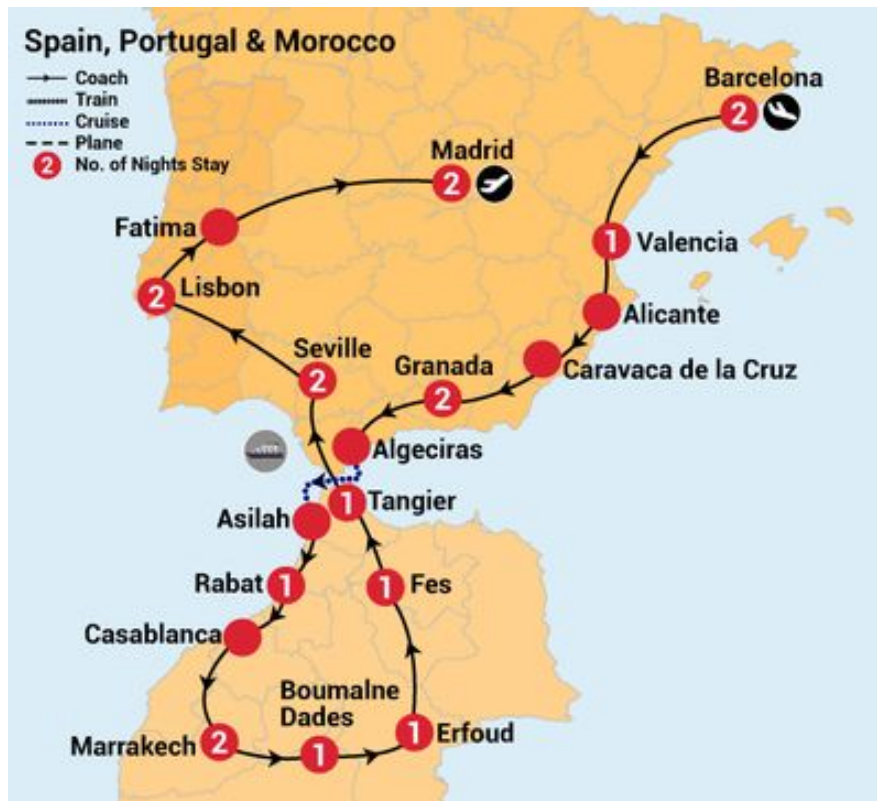 Spain, Portugal & Morocco
Coach
Train
Cruise
Plane
2 No. of Nights Stay
Barcelona
2
Madrid
2
Fatima
1 Valencia
2 Lisbon
Alicante
Seville
2
Granada
2
Caravaca de la Cruz
Algeciras
1 Tangier
Asilah
Rabat 1
1 Fes
Casablanca
Boumalne
Dades
1
Marrakech 2
1 Erfoud